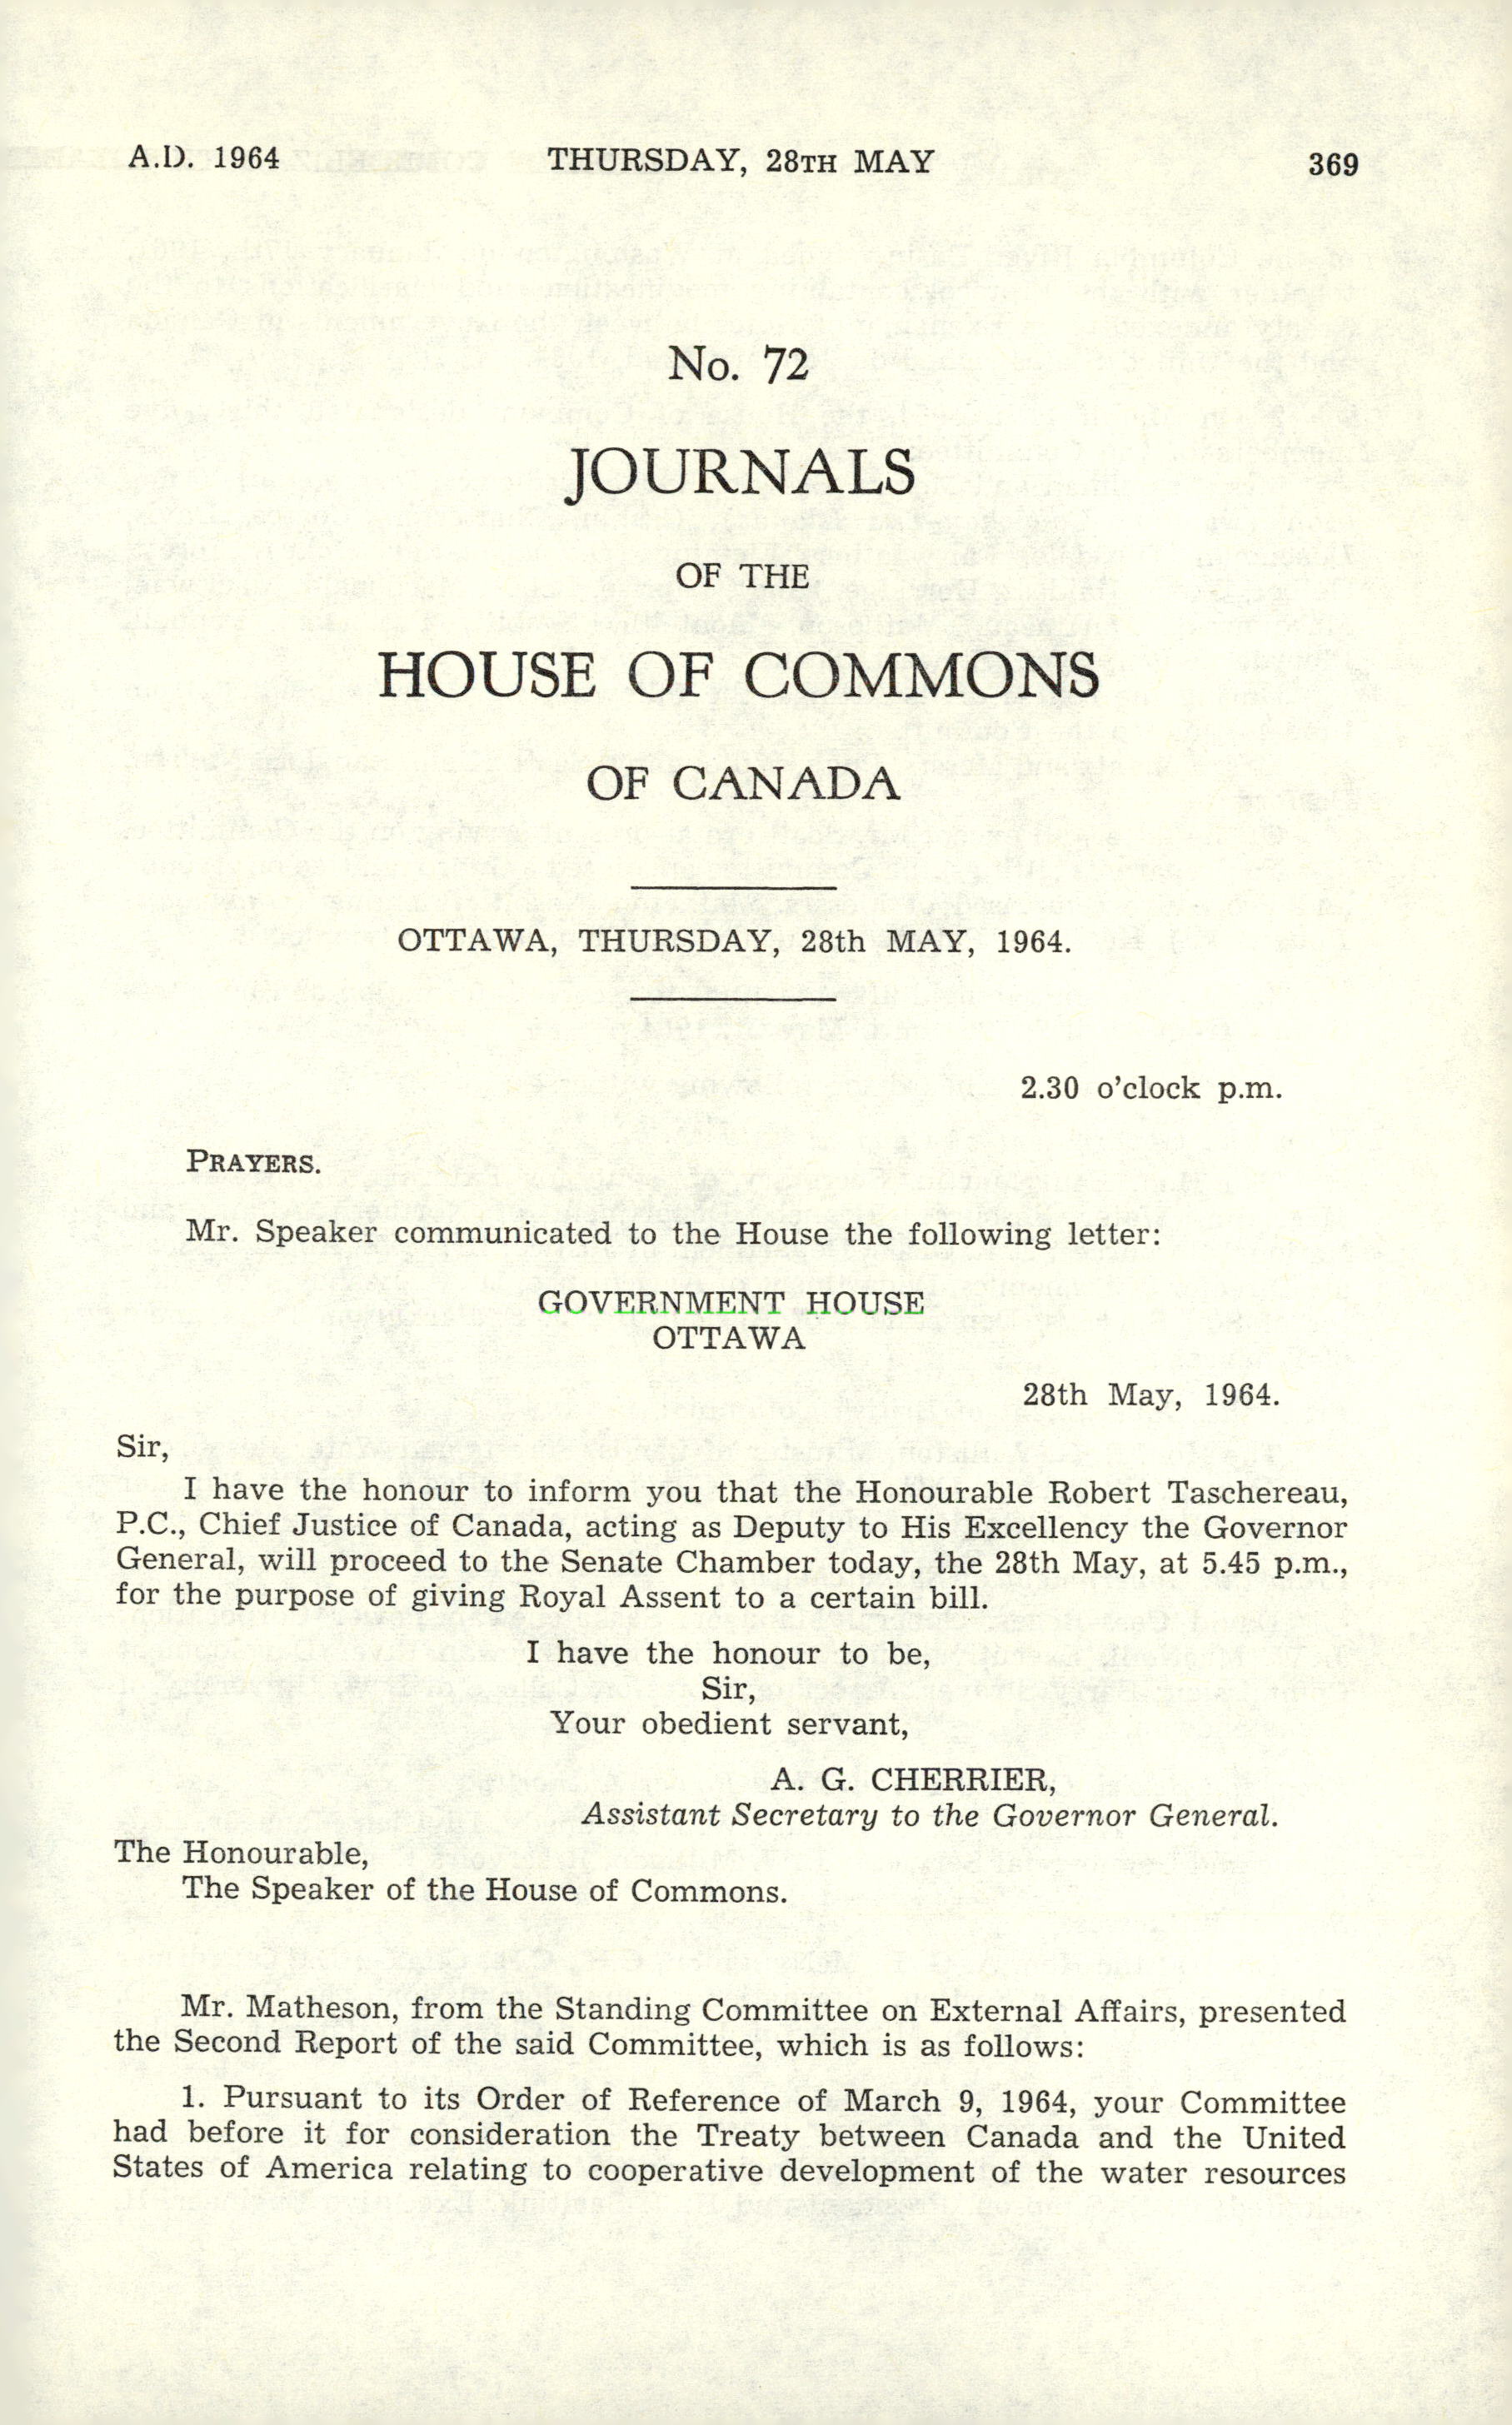 A.D. 1964 THURSDAY, 28TH MAY 369
No. 72
JOURNALS
OF THE
HOUSE OF COMMONS
OF CANADA
OTTAWA, THURSDAY, 28th MAY, 1964.
2.30 o'clock p.m.
PRAYERS.
Mr. Speaker communicated to the House the following letter:
GOVERNMENT HOUSE
OTTAWA
28th May, 1964.
Sir,
I have the honour to inform you that the Honourable Robert Taschereau,
P.C., Chief Justice of Canada, acting as Deputy to His Excellency the Governor
General, will proceed to the Senate Chamber today, the 28th May, at 5.45 p.m.,
for the purpose of giving Royal Assent to a certain bill.
I have the honour to be,
Sir,
Your obedient servant,
A. G. CHERRIER,
Assistant Secretary to the Governor General.
The Honourable,
The Speaker of the House of Commons.
Mr. Matheson, from the Standing Committee on External Affairs, presented
the Second Report of the said Committee, which is as follows:
1. Pursuant to its Order of Reference of March 9, 1964, your Committee
had before it for consideration the Treaty between Canada and the United
States of America relating to cooperative development of the water resources